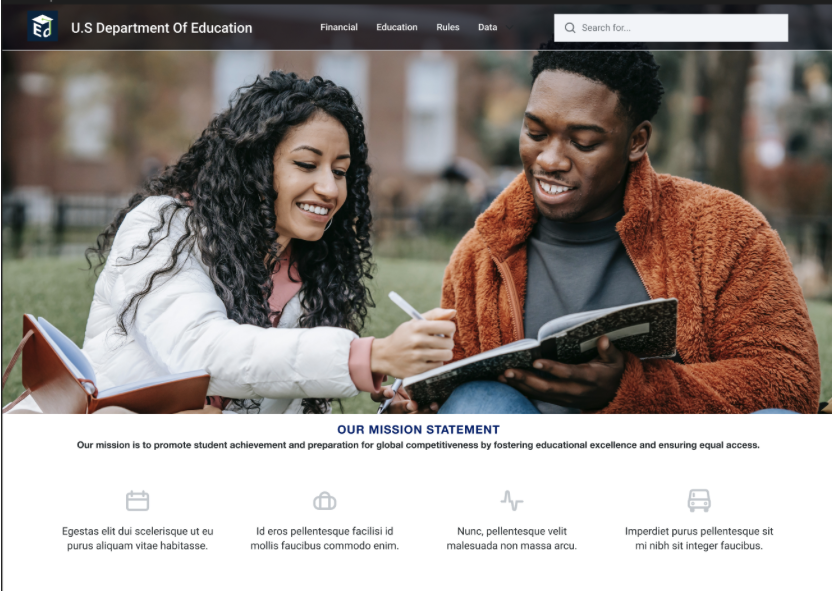 Ed
U.S Department Of Education
Financial
Education
Rules
Data
Search for...
OUR MISSION STATEMENT
Our mission is to promote student achievement and preparation for global competitiveness by fostering educational excellence and ensuring equal access.
Egestas elit dui scelerisque ut eu
purus aliquam vitae habitasse.
Id eros pellentesque facilisi id
mollis faucibus commodo enim.
Nunc, pellentesque velit
malesuada non massa arcu.
Imperdiet purus pellentesque sit
mi nibh sit integer faucibus.